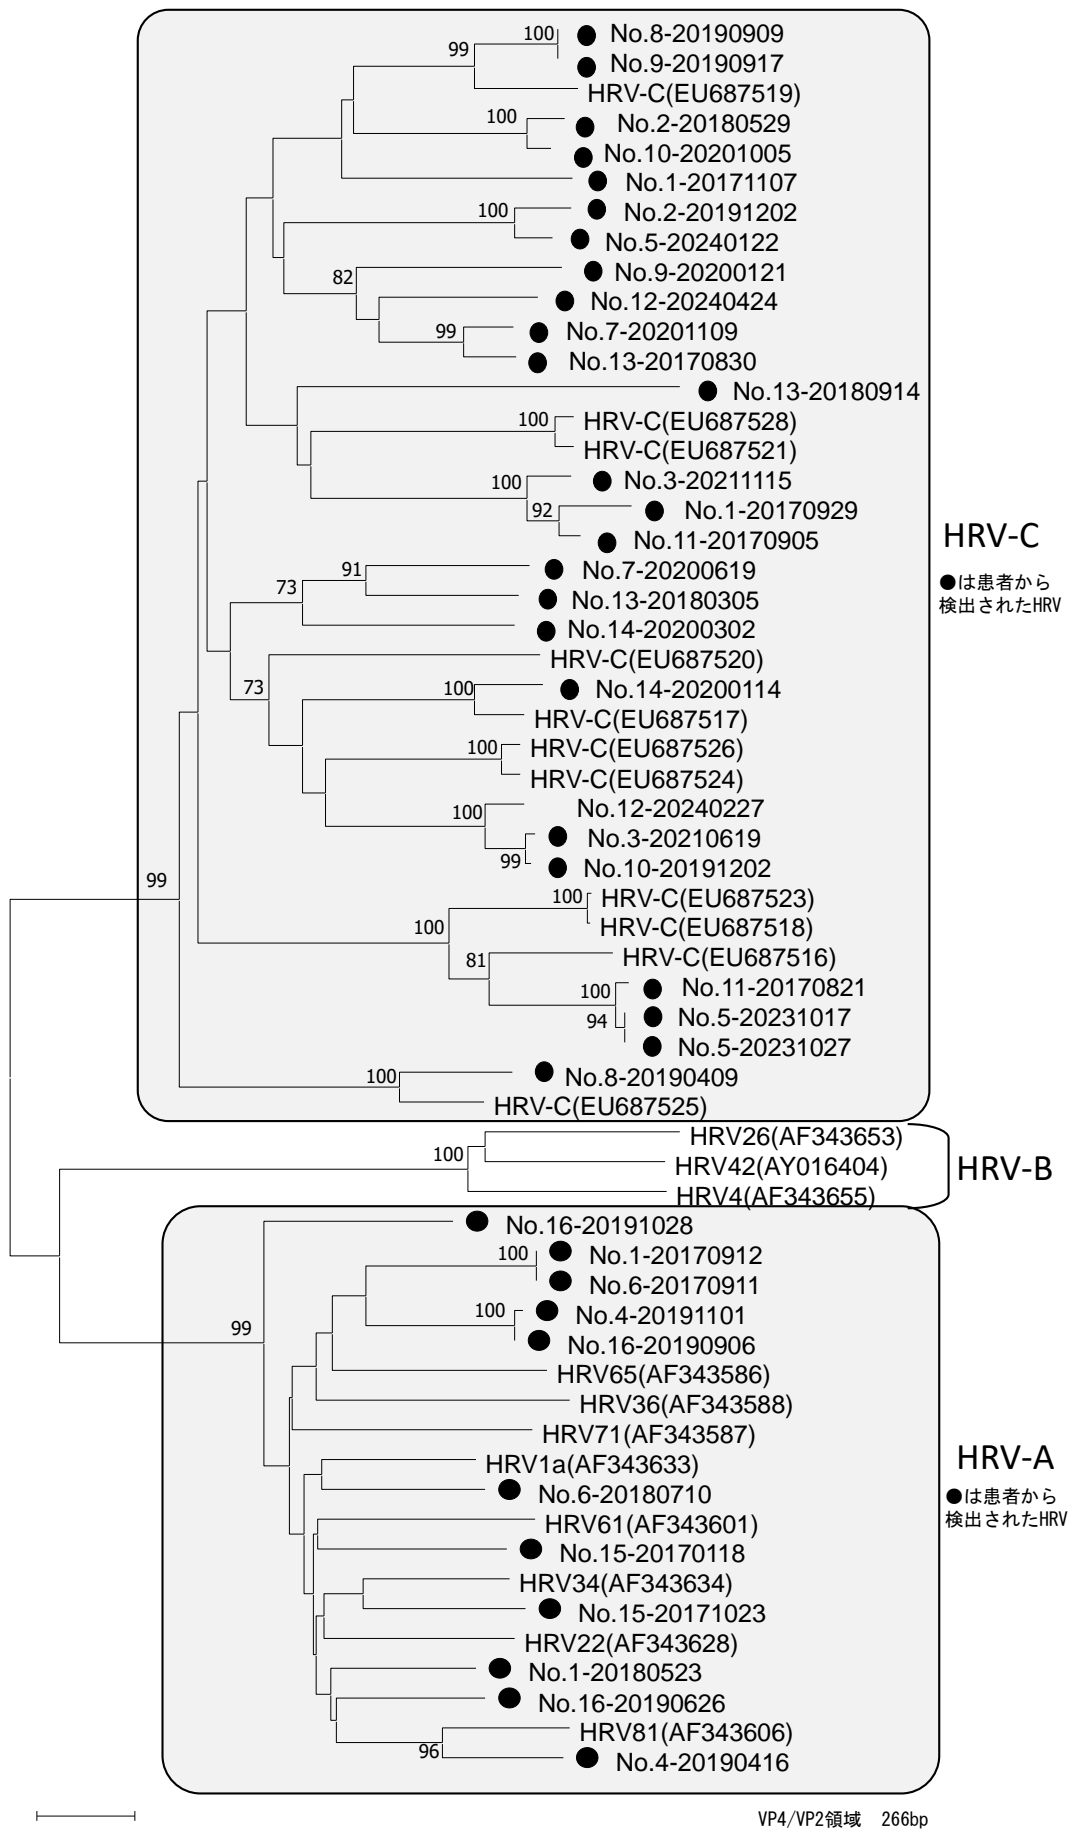 100
No.8-20190909
99
No.9-20190917
HRV-C(EU687519)
100
No.2-20180529
No.10-20201005
No.1-20171107
100
No.2-20191202
No.5-20240122
82
No.9-20200121
No.12-20240424
99
No.7-20201109
No.13-20170830
No.13-20180914
100
HRV-C(EU687528)
HRV-C(EU687521)
100
No.3-20211115
92
No.1-20170929
No.11-20170905
HRV-C
●は患者から
検出されたHRV
91
No.7-20200619
73
No.13-20180305
No.14-20200302
HRV-C(EU687520)
73
100
No.14-20200114
HRV-C(EU687517)
100
HRV-C(EU687526)
HRV-C(EU687524)
100
No.12-20240227
No.3-20210619
99
No.10-20191202
99
100
HRV-C(EU687523)
100
HRV-C(EU687518)
81
HRV-C(EU687516)
100
No.11-20170821
94
No.5-20231017
No.5-20231027
100
No.8-20190409
HRV-C(EU687525)
HRV26(AF343653)
100
HRV42(AY016404)
HRV4(AF343655)
HRV-B
No.16-20191028
100
No.1-20170912
No.6-20170911
100
No.4-20191101
99
No.16-20190906
HRV65(AF343586)
HRV36(AF343588)
HRV71(AF343587)
HRV1a(AF343633)
No.6-20180710
HRV-A
●は患者から
検出されたHRV
HRV61(AF343601)
No.15-20170118
HRV34(AF343634)
No.15-20171023
HRV22(AF343628)
No.1-20180523
No.16-20190626
HRV81(AF343606)
96
No.4-20190416
VP4/VP2領域 266bp